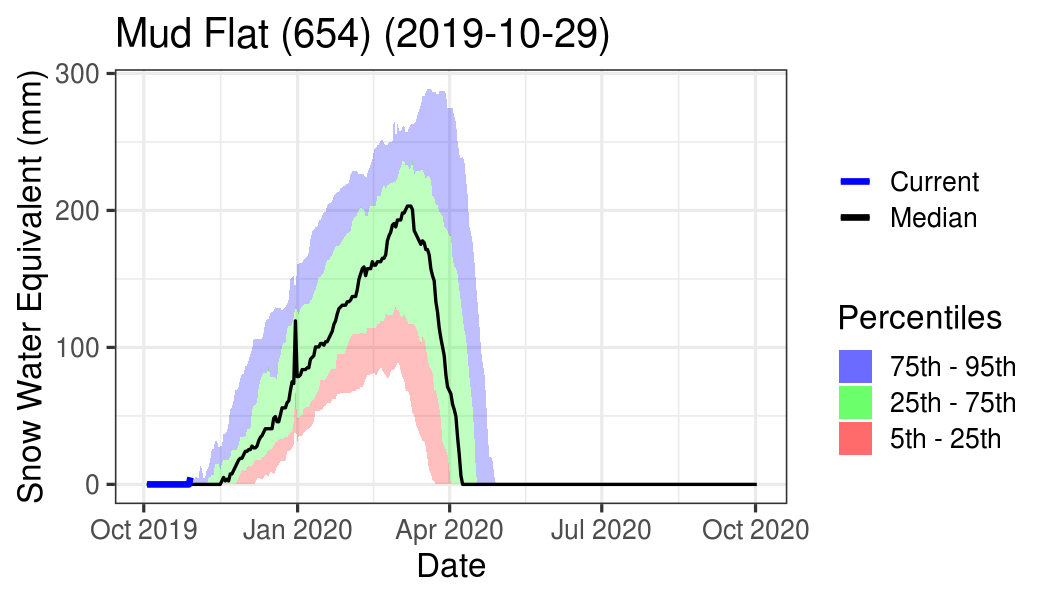 Mud Flat (654) (2019-10-29)
Snow Water Equivalent (mm)
300
200
100
0
Oct 2019
Jan 2020
Apr 2020
Jul 2020
Oct 2020
Date
Current
Median
Percentiles
75th - 95th
25th - 75th
5th - 25th